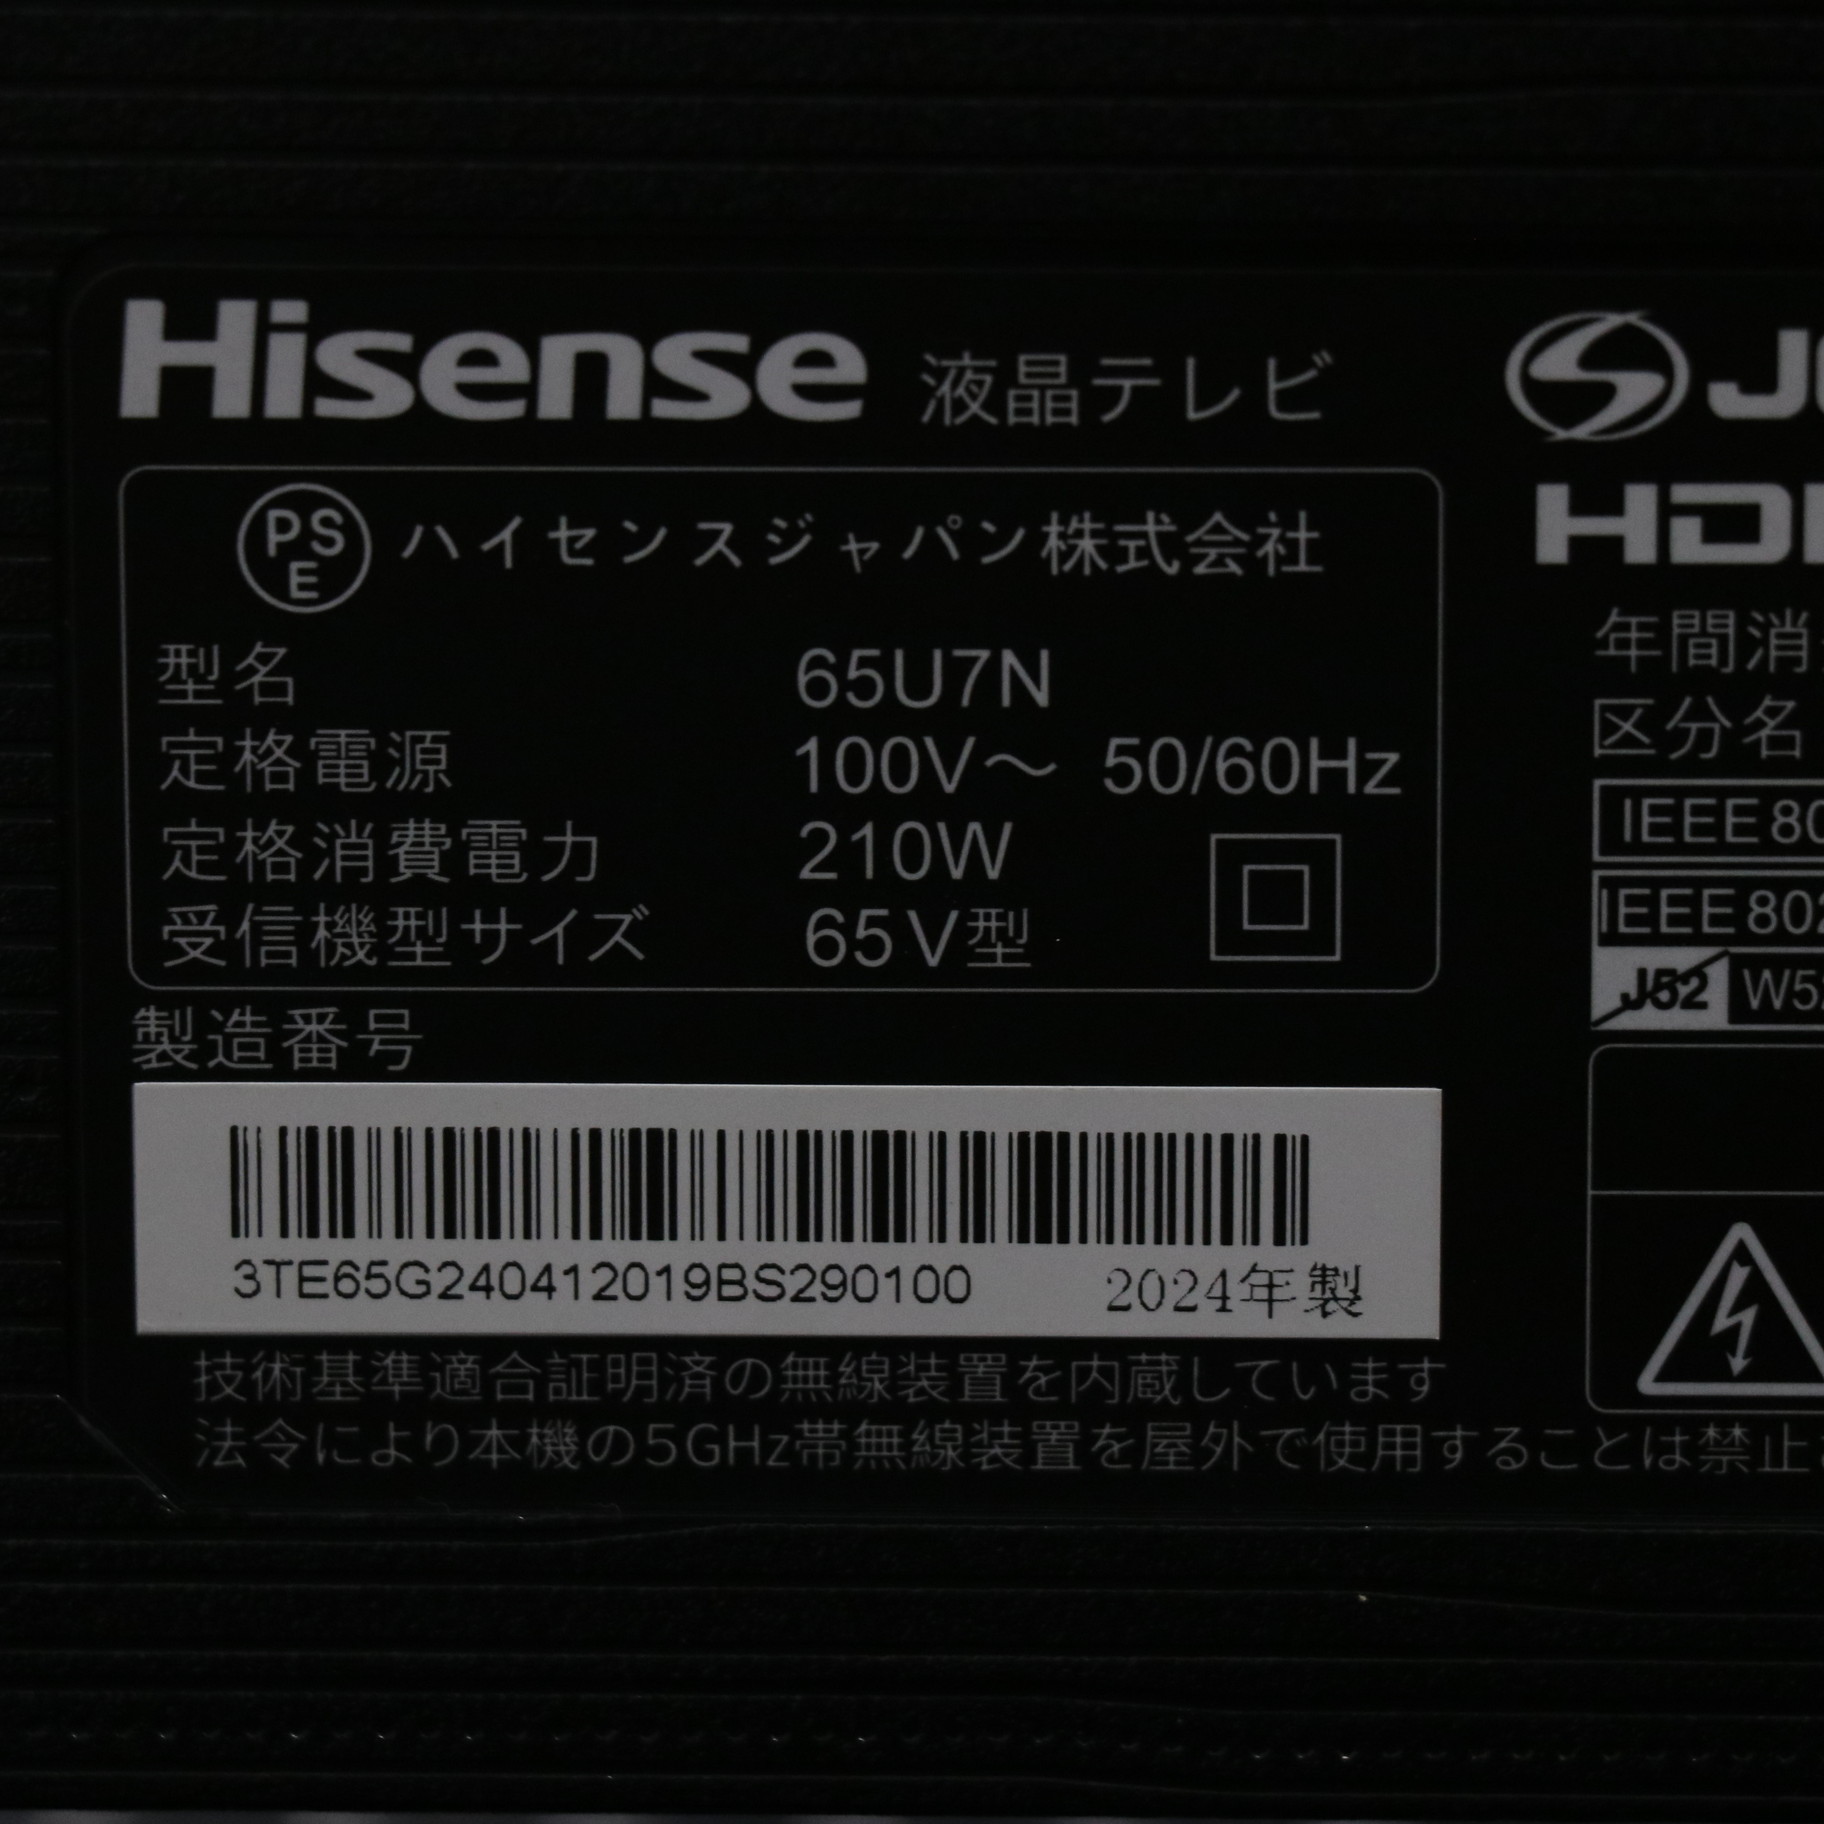 Hisense 液晶テレビ
PS
E
ハイセンスジャパン株式会社
型名 65U7N
定格電源 100V～ 50/60Hz
定格消費電力 210W
受信機型サイズ 65V型
製造番号
3TE65G240412019BS290100 2024年製
技術基準適合証明済の無線装置を内蔵しています
法令により本機の5GHz帯無線装置を屋外で使用することは禁止
年間消
区分名
IEEE80
IEEE802
J52 W52